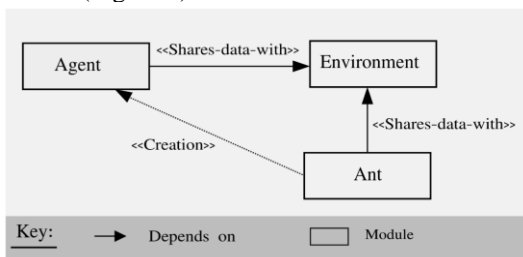 <<Shares-data-with>>
Agent
Environment
<<Shares-data-with>>
<<Creation>>
Ant
Key:
Depends on
Module